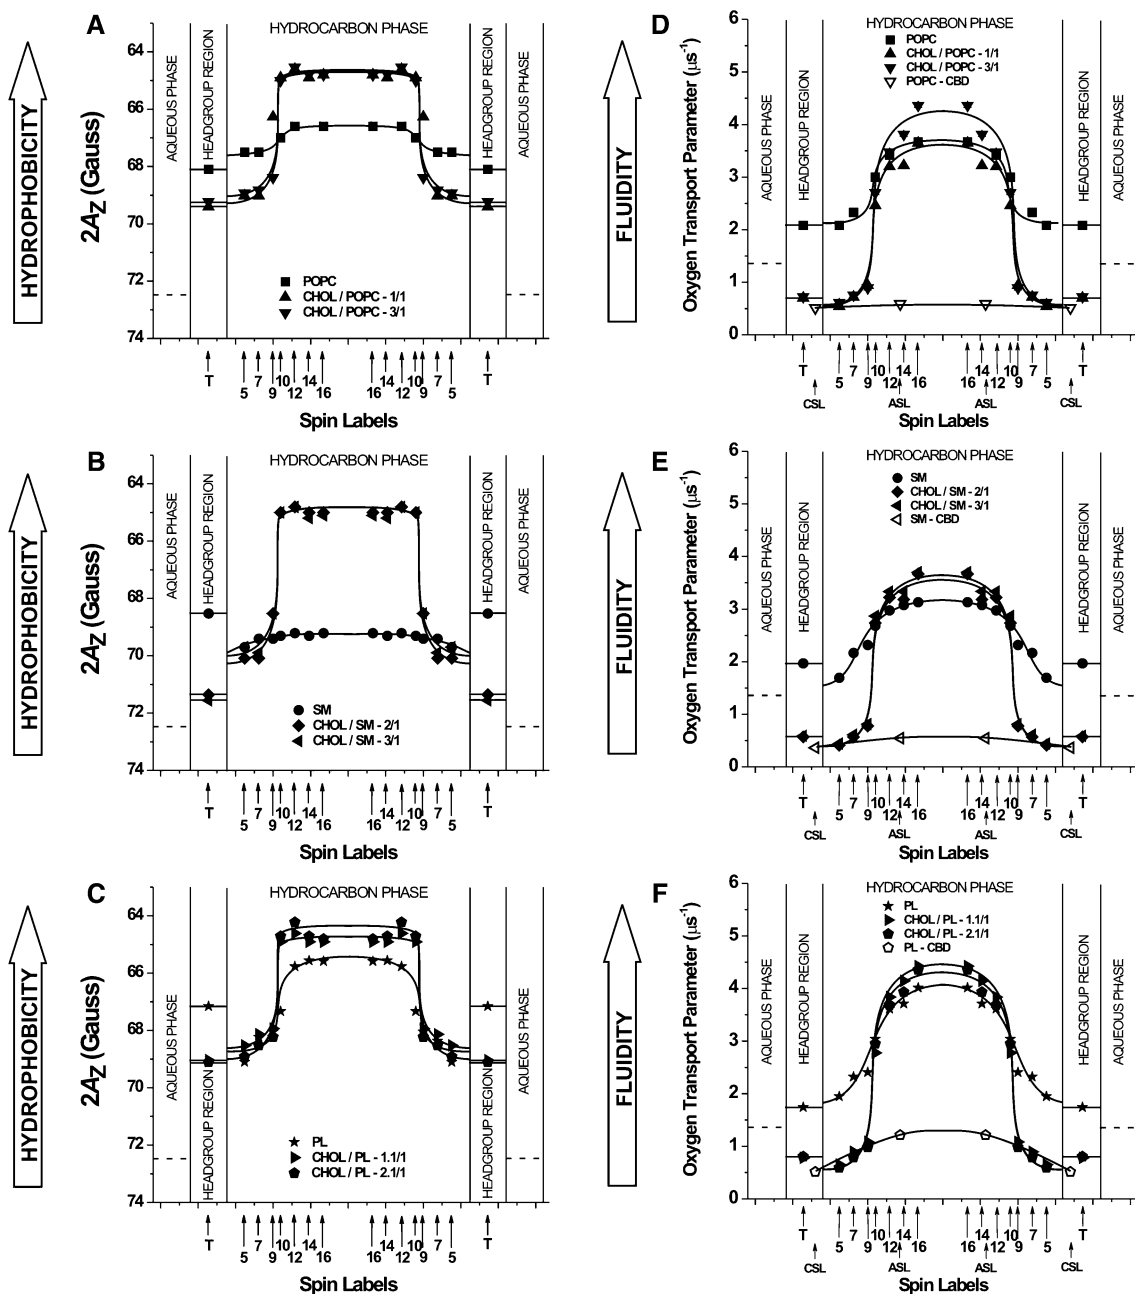 A
HYDROCARBON PHASE
HYDROPHOBICITY
2AZ (Gauss)
64
66
68
70
72
74
AQUEOUS PHASE
HEADGROUP REGION
HEADGROUP REGION
AQUEOUS PHASE
POPC
CHOL / POPC - 1/1
CHOL / POPC - 3/1
T 5 7 9 10 12 14 16 16 14 12 10 9 7 5 T
Spin Labels
D
HYDROCARBON PHASE
FLUIDITY
Oxygen Transport Parameter (μs-1)
6
5
4
3
2
1
0
AQUEOUS PHASE
HEADGROUP REGION
HEADGROUP REGION
AQUEOUS PHASE
POPC
CHOL / POPC - 1/1
CHOL / POPC - 3/1
POPC - CBD
T 5 7 9 10 12 14 16 16 14 12 10 9 7 5 T
CSL ASL ASL CSL
Spin Labels
B
HYDROCARBON PHASE
HYDROPHOBICITY
2AZ (Gauss)
64
66
68
70
72
74
AQUEOUS PHASE
HEADGROUP REGION
HEADGROUP REGION
AQUEOUS PHASE
SM
CHOL / SM - 2/1
CHOL / SM - 3/1
T 5 7 9 10 12 14 16 16 14 12 10 9 7 5 T
Spin Labels
E
HYDROCARBON PHASE
FLUIDITY
Oxygen Transport Parameter (μs-1)
6
5
4
3
2
1
0
AQUEOUS PHASE
HEADGROUP REGION
HEADGROUP REGION
AQUEOUS PHASE
SM
CHOL / SM - 2/1
CHOL / SM - 3/1
SM - CBD
T 5 7 9 10 12 14 16 16 14 12 10 9 7 5 T
CSL ASL ASL CSL
Spin Labels
C
HYDROCARBON PHASE
HYDROPHOBICITY
2AZ (Gauss)
64
66
68
70
72
74
AQUEOUS PHASE
HEADGROUP REGION
HEADGROUP REGION
AQUEOUS PHASE
PL
CHOL / PL - 1.1/1
CHOL / PL - 2.1/1
T 5 7 9 10 12 14 16 16 14 12 10 9 7 5 T
Spin Labels
F
HYDROCARBON PHASE
FLUIDITY
Oxygen Transport Parameter (μs-1)
6
5
4
3
2
1
0
AQUEOUS PHASE
HEADGROUP REGION
HEADGROUP REGION
AQUEOUS PHASE
PL
CHOL / PL - 1.1/1
CHOL / PL - 2.1/1
PL - CBD
T 5 7 9 10 12 14 16 16 14 12 10 9 7 5 T
CSL ASL ASL CSL
Spin Labels